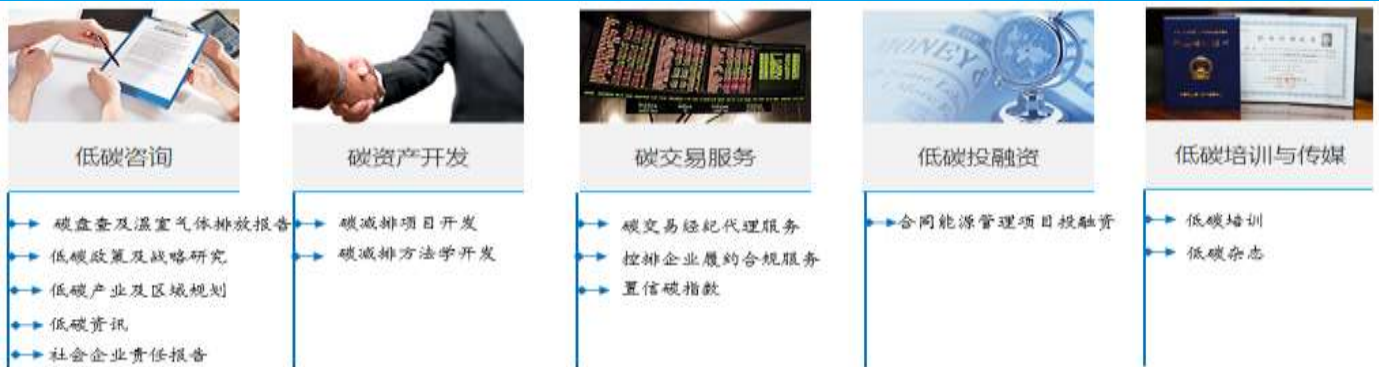 低碳咨询
碳盘查及温室气体排放报告
低碳政策及战略研究
低碳产业及区域规划
低碳资讯
社会企业责任报告
碳资产开发
碳减排项目开发
碳减排方法学开发
碳交易服务
碳交易经纪代理服务
控排企业履约合规服务
置信碳指数
MONEY
低碳投融资
合同能源管理项目投融资
低碳培训与传媒
低碳培训
低碳杂志